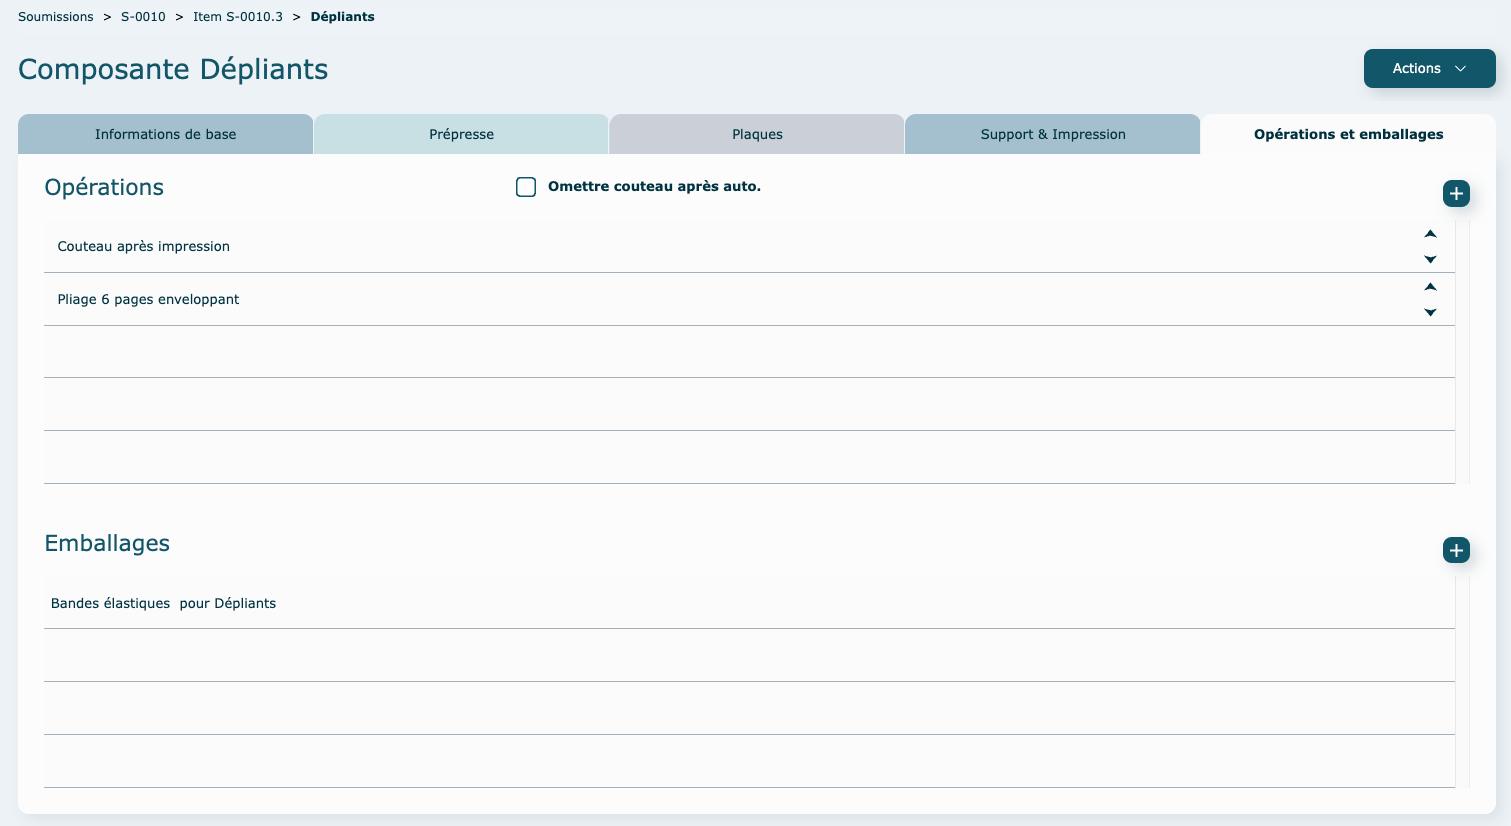 Soumissions > S-0010 > Item S-0010.3 > Dépliants
Composante Dépliants
Actions
Informations de base
Prépresse
Plaques
Support & Impression
Opérations et emballages
Opérations
Omettre couteau après auto.
Couteau après impression
Pliage 6 pages enveloppant
Emballages
Bandes élastiques  pour Dépliants